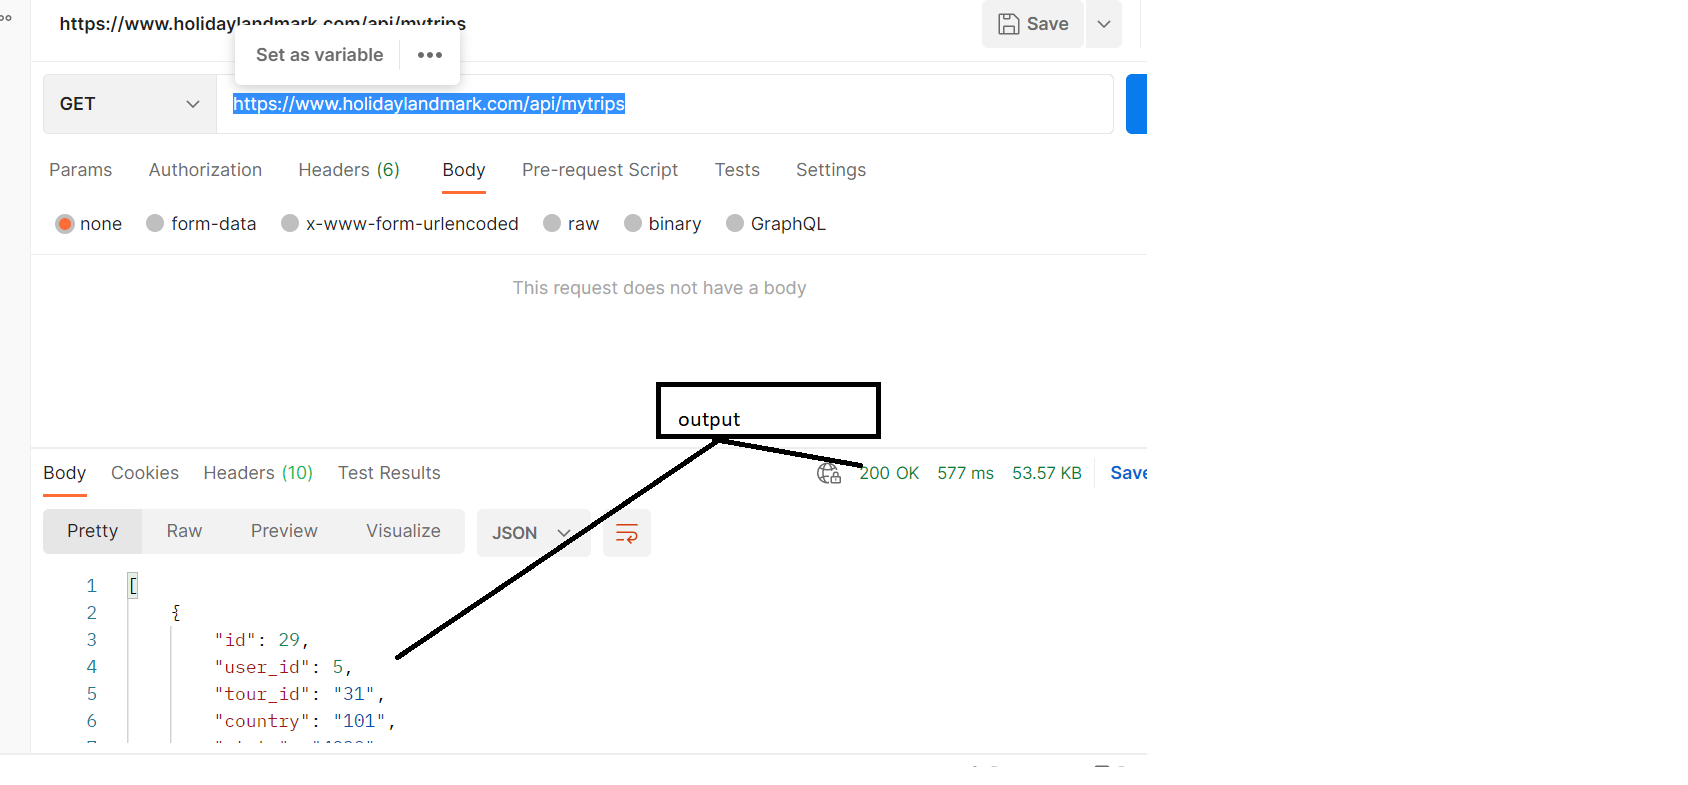 https://www.holidaylandmark.com/api/mytrips
Save
Set as variable
GET
https://www.holidaylandmark.com/api/mytrips
Params Authorization Headers (6) Body Pre-request Script Tests Settings
none form-data x-www-form-urlencoded raw binary GraphQL
This request does not have a body
output
Body Cookies Headers (10) Test Results 200 OK 577 ms 53.57 KB Save
Pretty Raw Preview Visualize JSON
1 [
2 {
3 "id": 29,
4 "user_id": 5,
5 "tour_id": "31",
6 "country": "101",